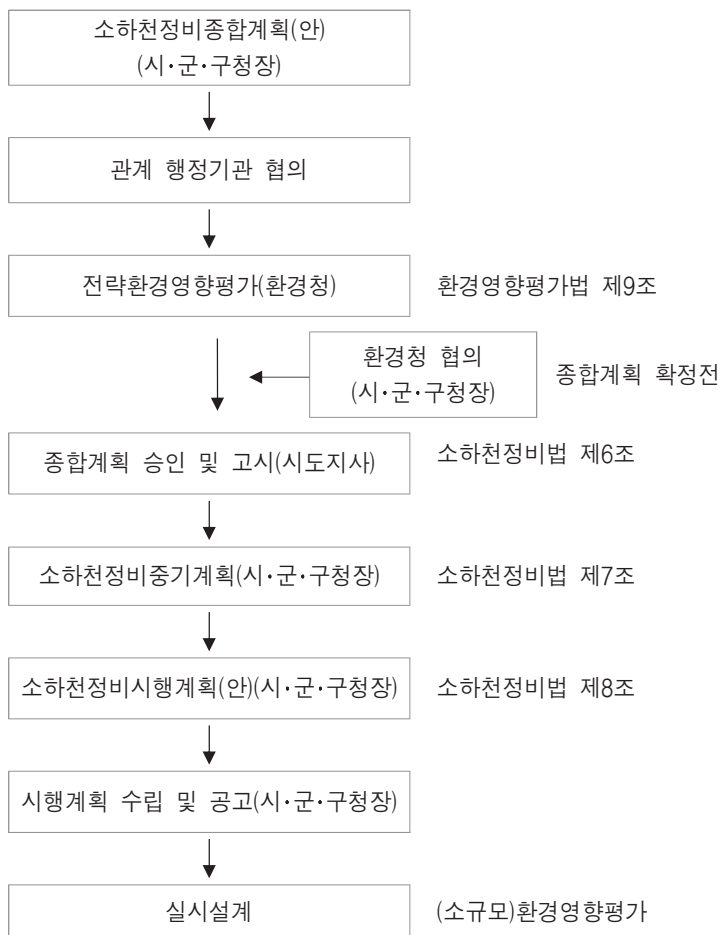 소하천정비종합계획(안)
(시·군·구청장)
관계 행정기관 협의
전략환경영향평가(환경청)
환경영향평가법 제9조
환경청 협의
(시·군·구청장)
종합계획 확정전
종합계획 승인 및 고시(시도지사)
소하천정비법 제6조
소하천정비중기계획(시·군·구청장)
소하천정비법 제7조
소하천정비시행계획(안)(시·군·구청장)
소하천정비법 제8조
시행계획 수립 및 공고(시·군·구청장)
실시설계
(소규모)환경영향평가